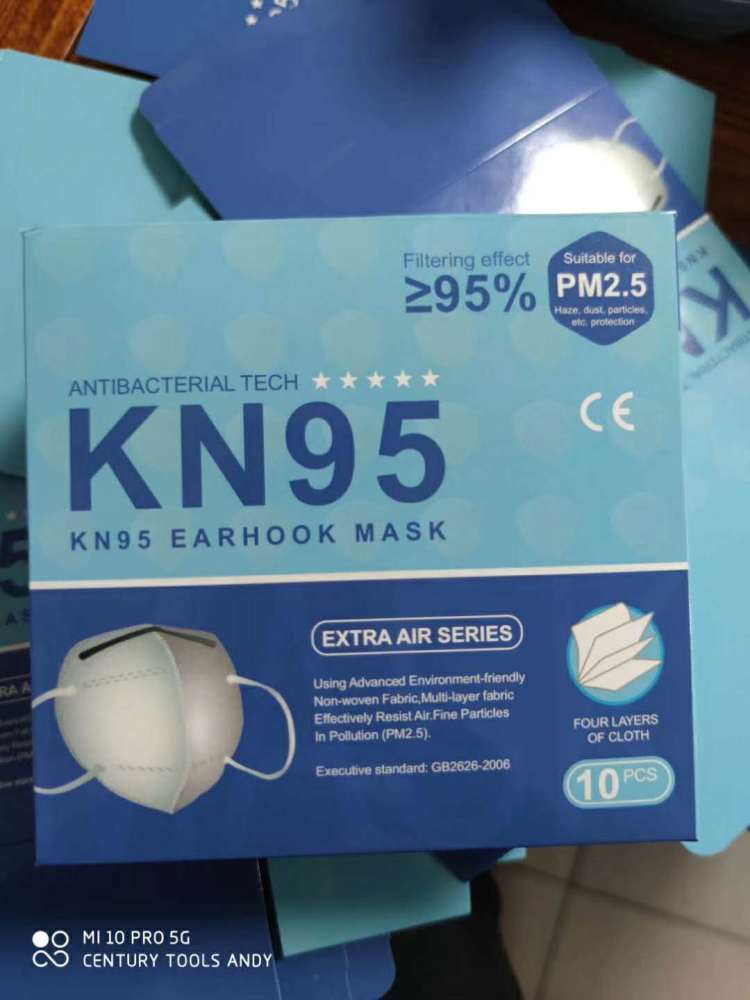 Filtering effect
≥95%
Suitable for
PM2.5
Haze, dust, particles,
etc. protection
ANTIBACTERIAL TECH
KN95
KN95 EARHOOK MASK
CE
EXTRA AIR SERIES
Using Advanced Environment-friendly
Non-woven Fabric,Multi-layer fabric
Effectively Resist Air.Fine Particles
In Pollution (PM2.5).
Executive standard: GB2626-2006
FOUR LAYERS
OF CLOTH
10 PCS
MI 10 PRO 5G
CENTURY TOOLS ANDY